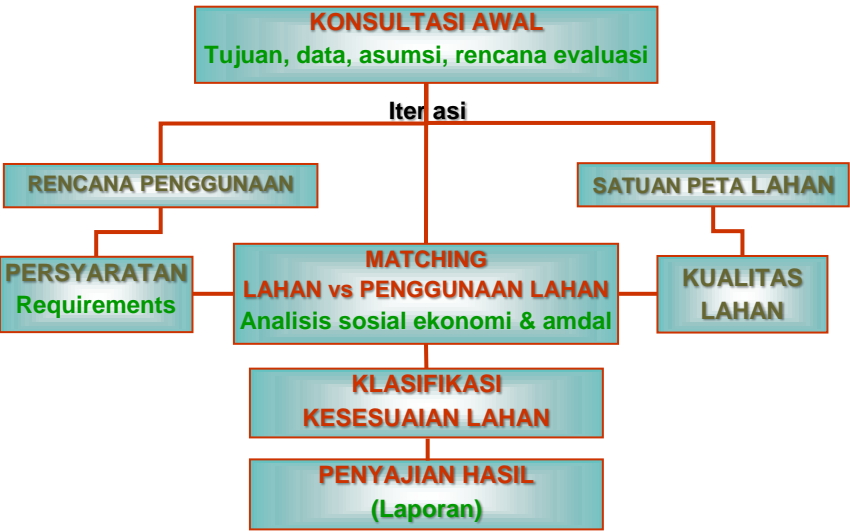 KONSULTASI AWAL
Tujuan, data, asumsi, rencana evaluasi
Iterasi
RENCANA PENGGUNAAN
SATUAN PETA LAHAN
PERSYARATAN
Requirements
MATCHING
LAHAN vs PENGGUNAAN LAHAN
Analisis sosial ekonomi & amdal
KUALITAS
LAHAN
KLASIFIKASI
KESESUAIAN LAHAN
PENYAJIAN HASIL
(Laporan)